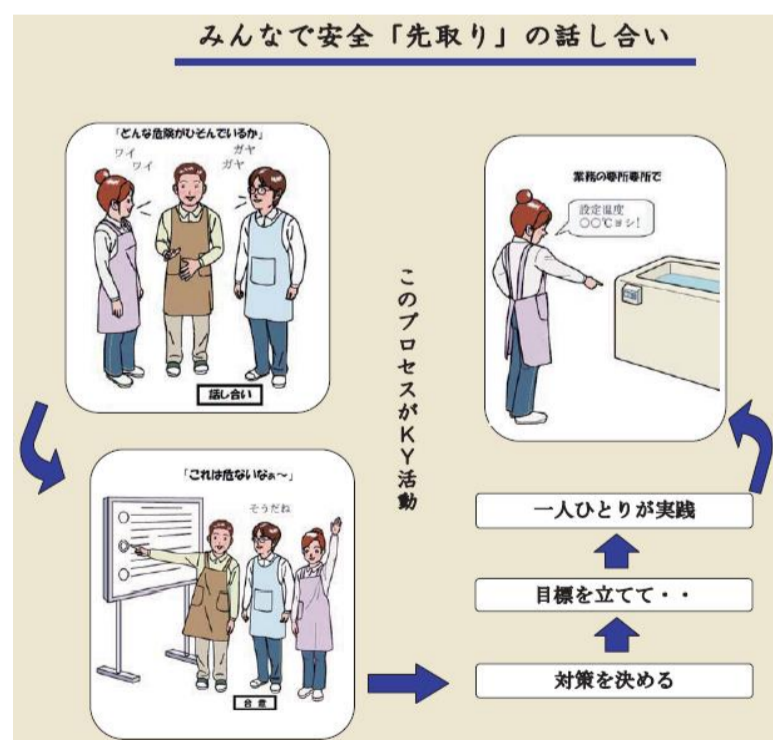 みんなで安全「先取り」の話し合い
「どんな危険がひそんでいるか」
ワイ
ワイ
ガヤ
ガヤ
話し合い
「これは危ないなぁ～」
そうだね
合意
このプロセスがKY活動
対策を決める
目標を立てて・・
一人ひとりが実践
業務の要所要所で
設定温度
〇〇℃ヨシ!